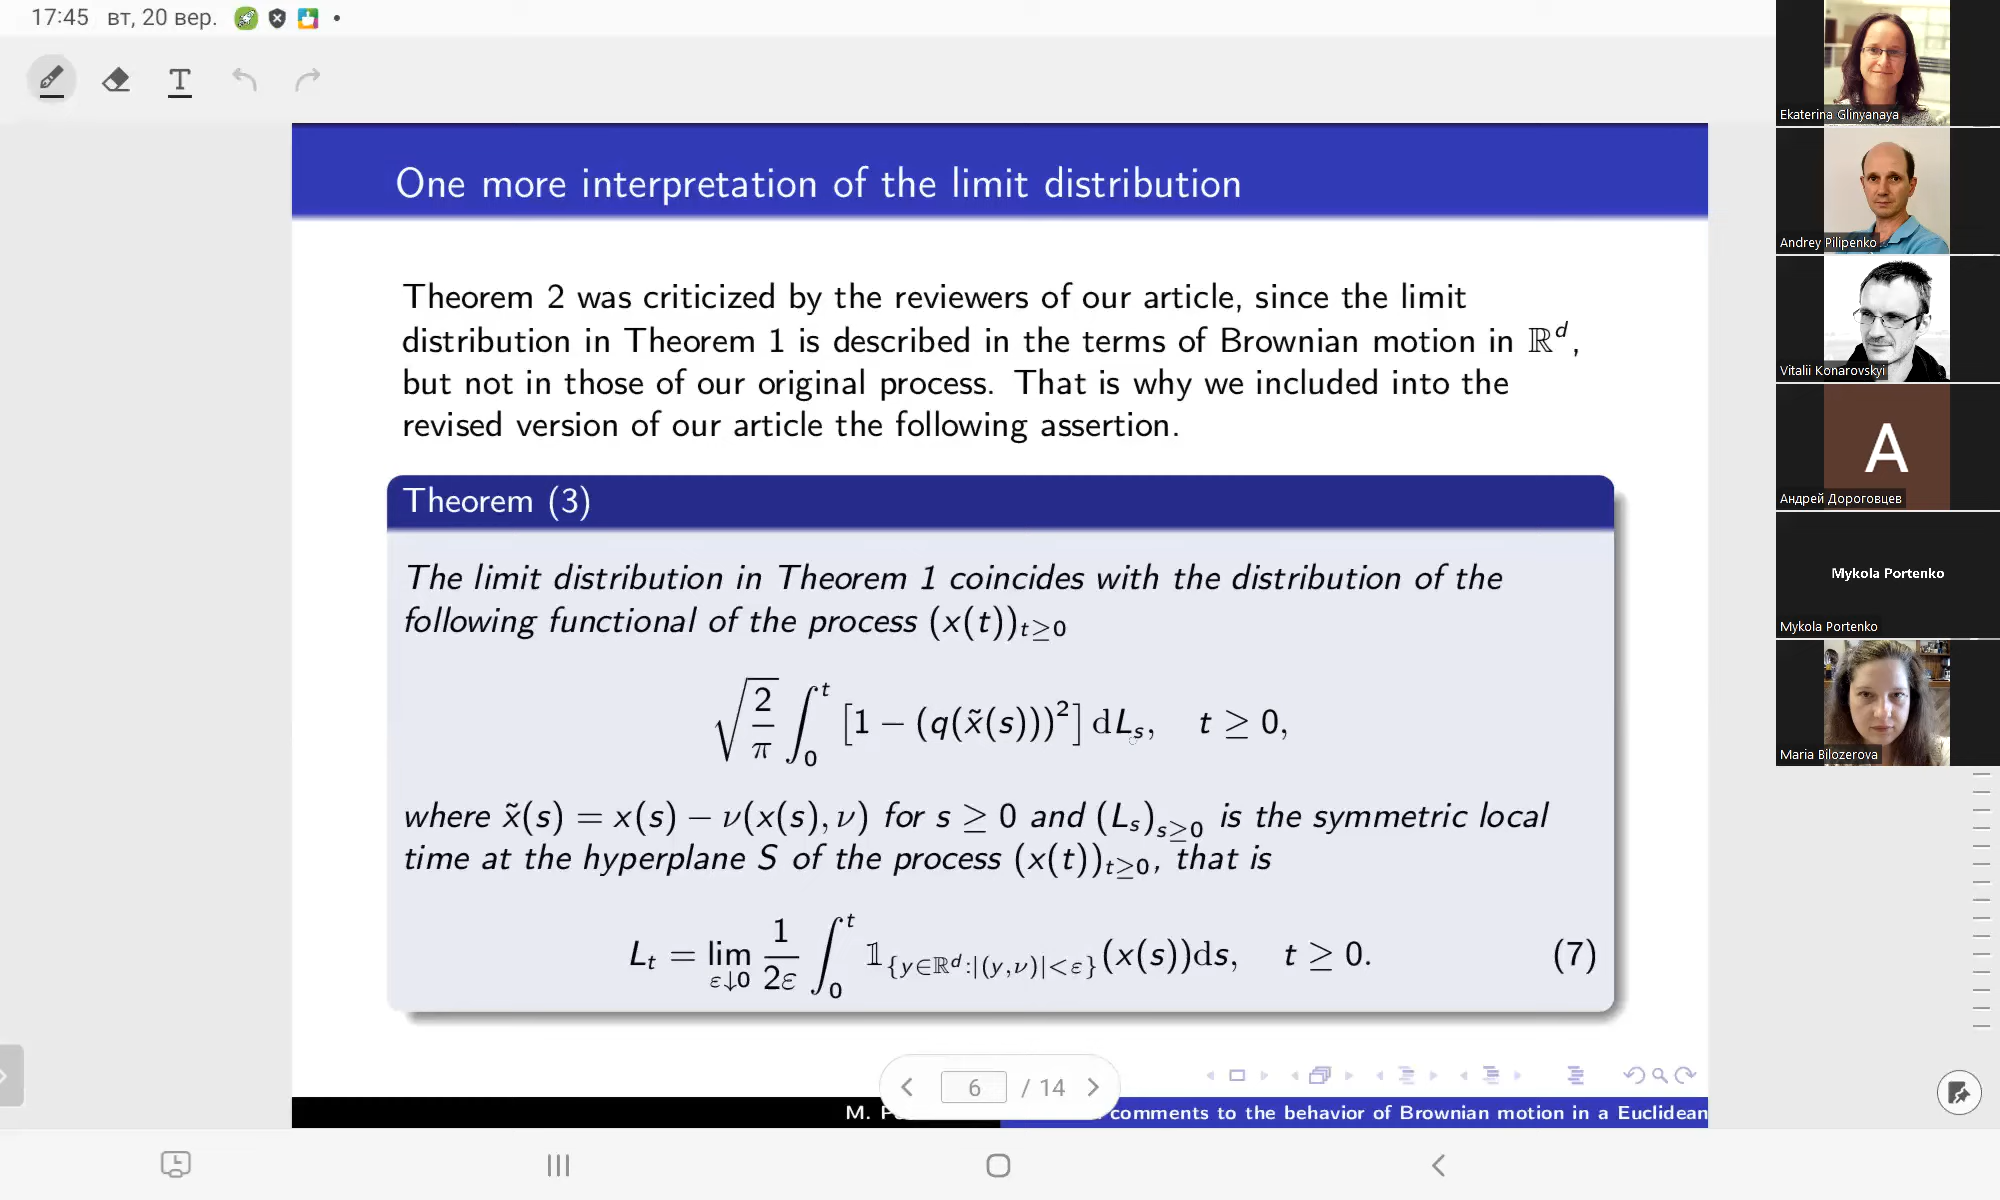 17:45 вт, 20 вер.
One more interpretation of the limit distribution
Theorem 2 was criticized by the reviewers of our article, since the limit
distribution in Theorem 1 is described in the terms of Brownian motion in ℝ^d,
but not in those of our original process. That is why we included into the
revised version of our article the following assertion.
Theorem (3)
The limit distribution in Theorem 1 coincides with the distribution of the
following functional of the process (x(t))_{t≥0}
√(2/π) ∫_0^t [1 − (q(x̃(s)))^2] dL_s, t ≥ 0,
where x̃(s) = x(s) − ν(x(s), ν) for s ≥ 0 and (L_s)_{s≥0} is the symmetric local
time at the hyperplane S of the process (x(t))_{t≥0}, that is
L_t = lim_{ε↓0} 1/(2ε) ∫_0^t 𝟙_{{y∈ℝ^d:|(y,ν)|<ε}}(x(s))ds, t ≥ 0. (7)
6 / 14
M. P
comments to the behavior of Brownian motion in a Euclidean
Ekaterina Glinyanaya
Andrey Pilipenko
Vitalii Konarovskyi
A
Андрей Дороговцев
Mykola Portenko
Mykola Portenko
Maria Bilozerova